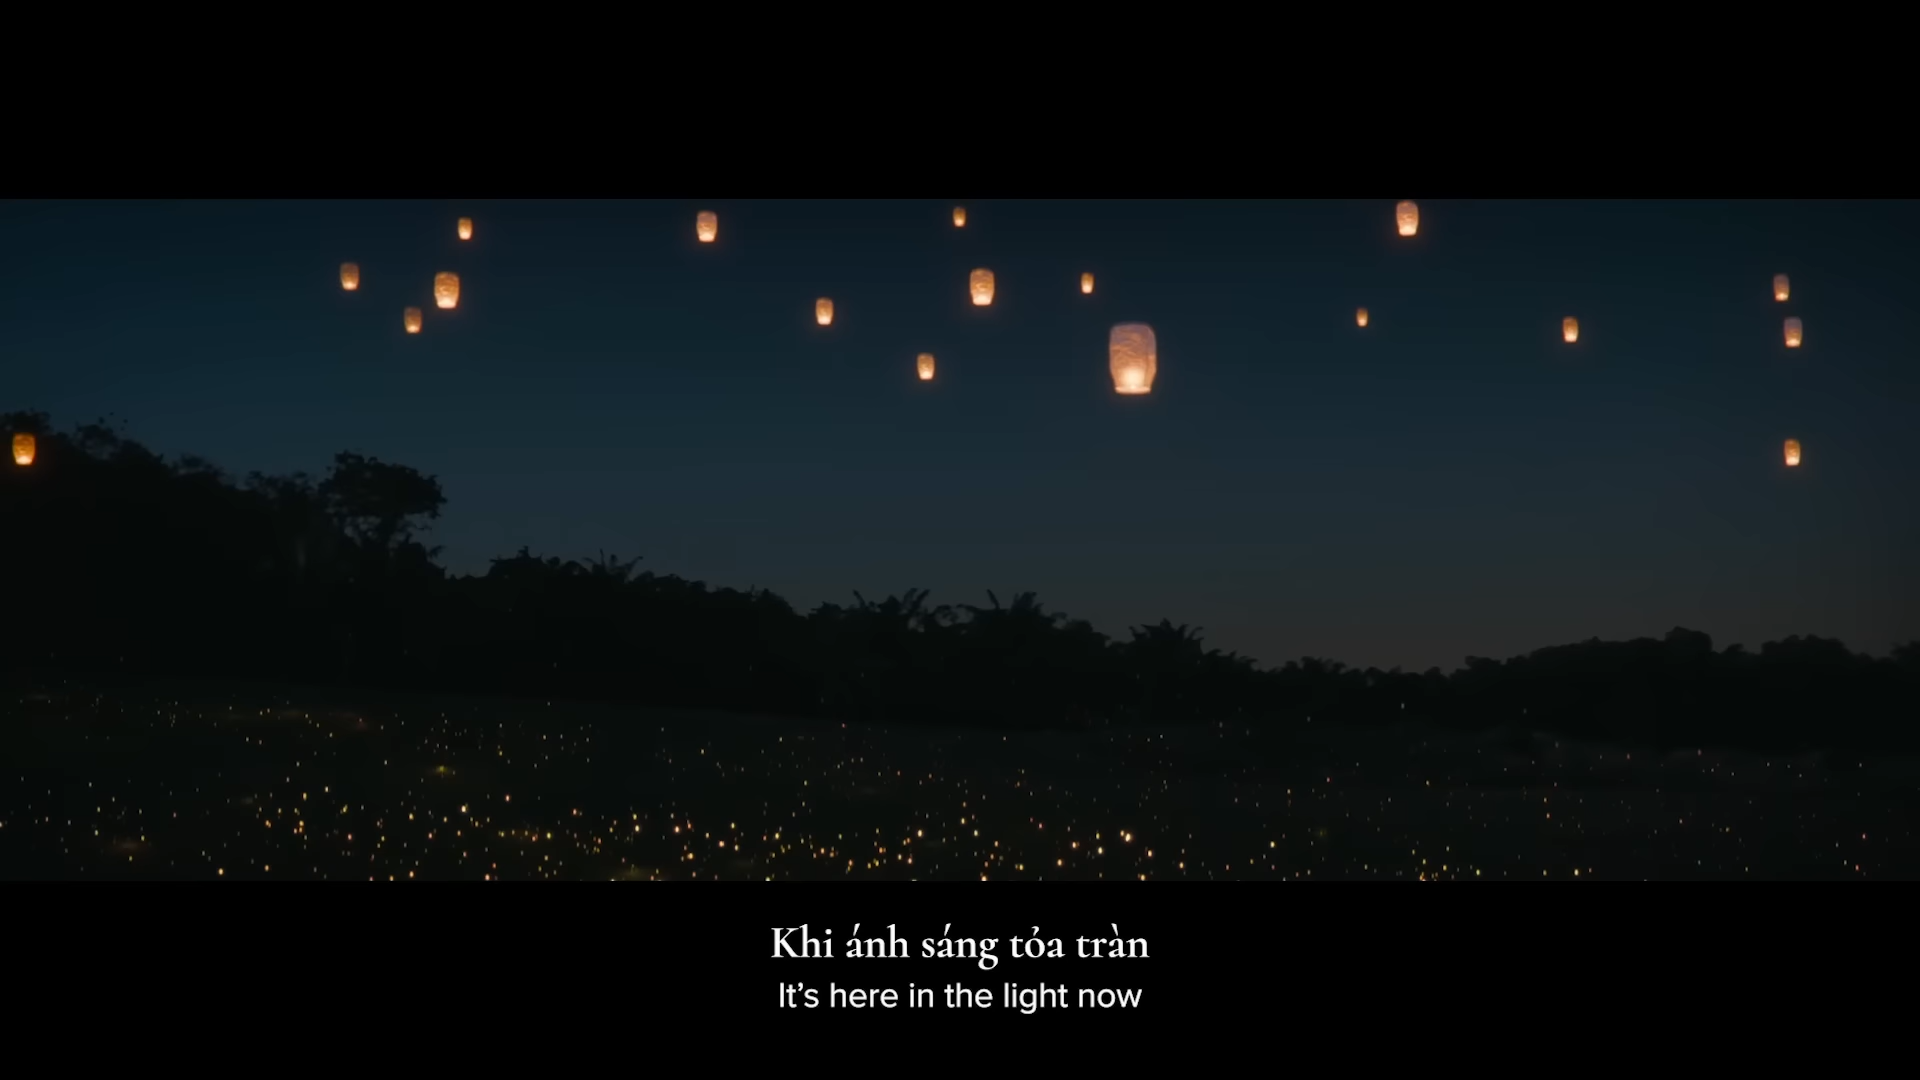 Khi ánh sáng tỏa tràn
It’s here in the light now